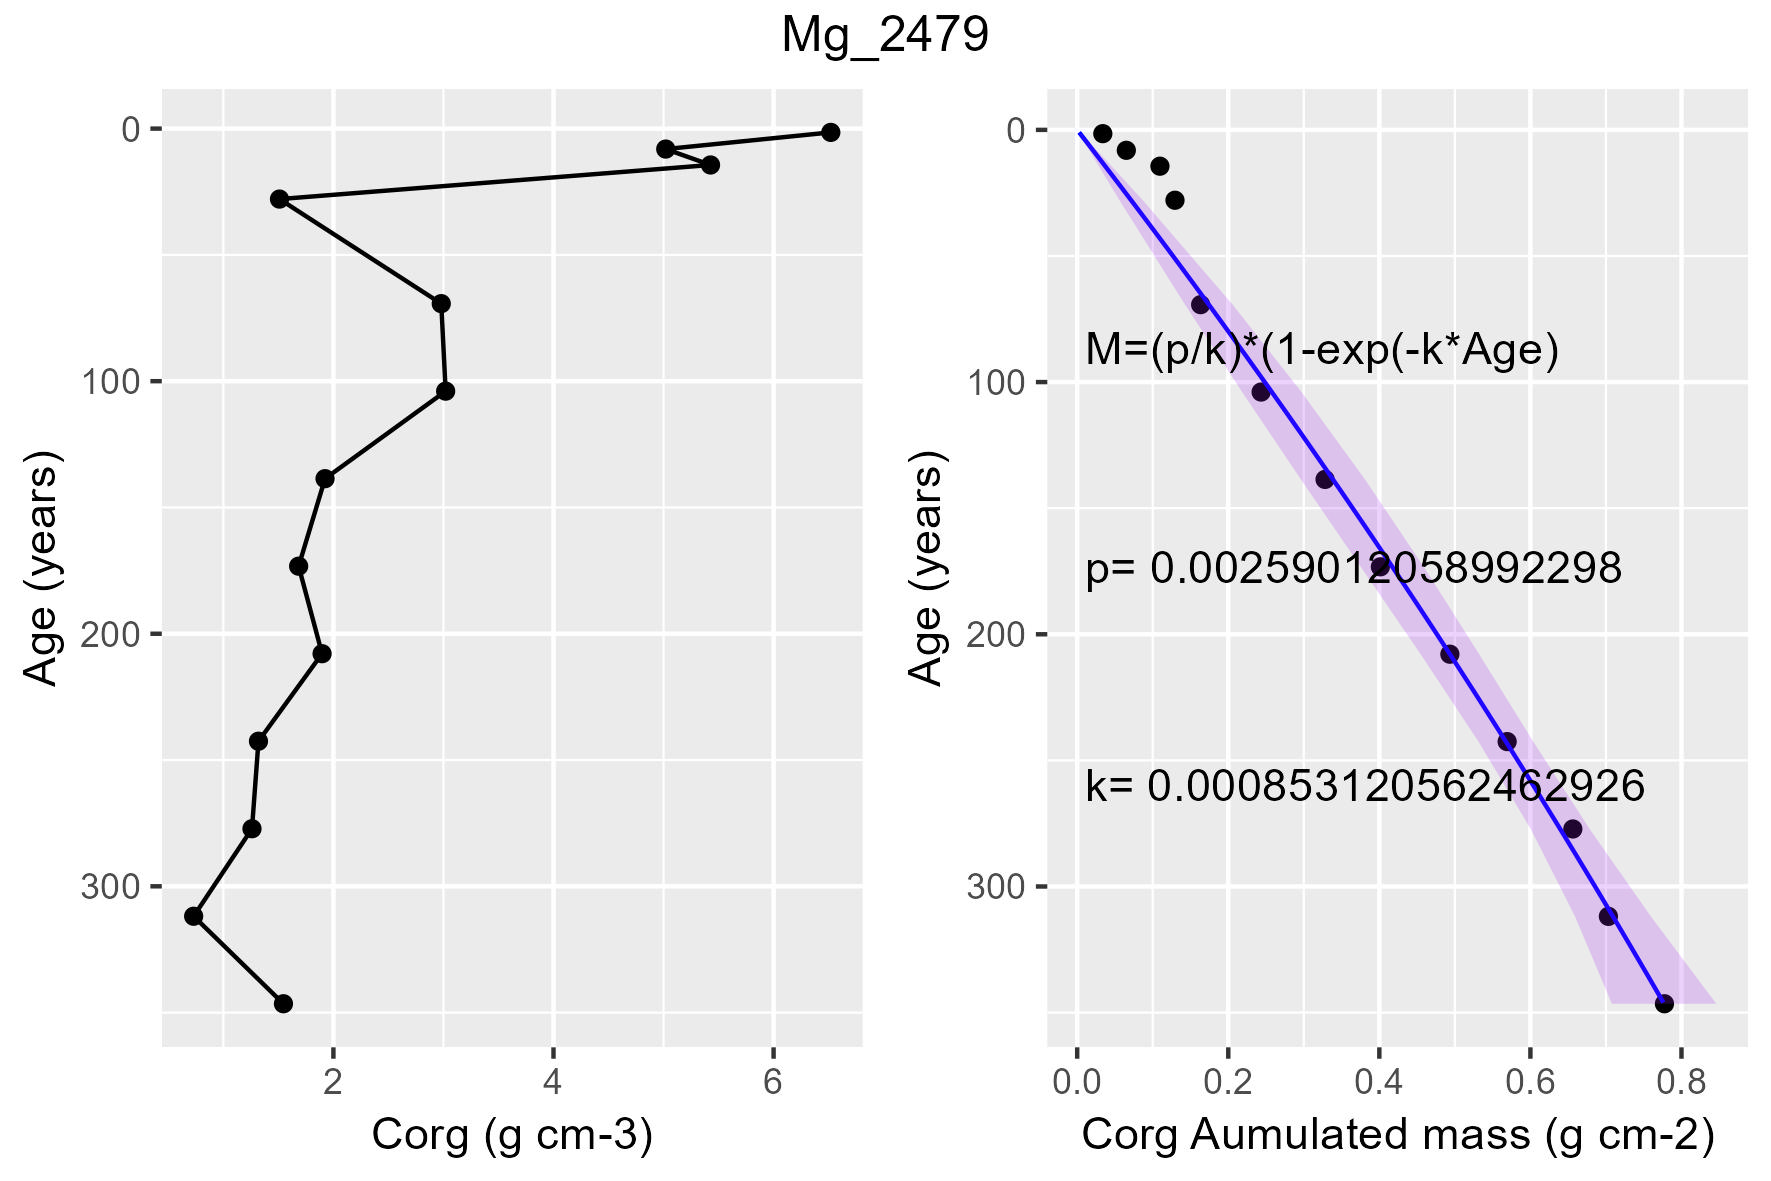 Mg_2479
0
100
200
300
Age (years)
2
4
6
Corg (g cm-3)
0
100
200
300
Age (years)
M=(p/k)*(1-exp(-k*Age)
p= 0.00259012058992298
k= 0.000853120562462926
0.0
0.2
0.4
0.6
0.8
Corg Aumulated mass (g cm-2)